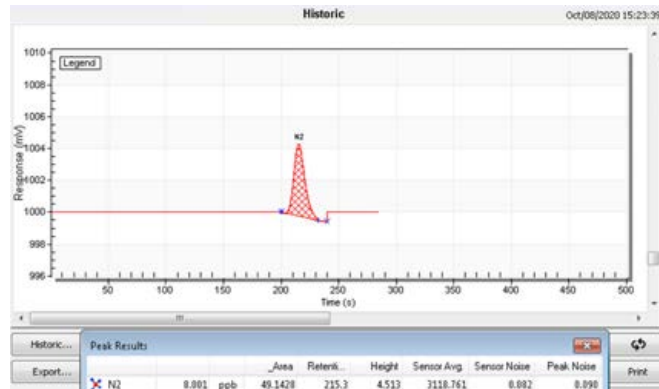 Historic
Oct/08/2020 15:23:39
1010
Legend
1008
1006
N2
1004
1002
1000
998
996
Response (mV)
50 100 150 200 250 300 350 400 450 500
Time (s)
Historic...
Peak Results
Export...
_Area Retenti... Height Sensor Avg Sensor Noise Peak Noise
N2 8.001 ppb 49.1428 215.3 4.513 3118.761 0.082 0.090
Print